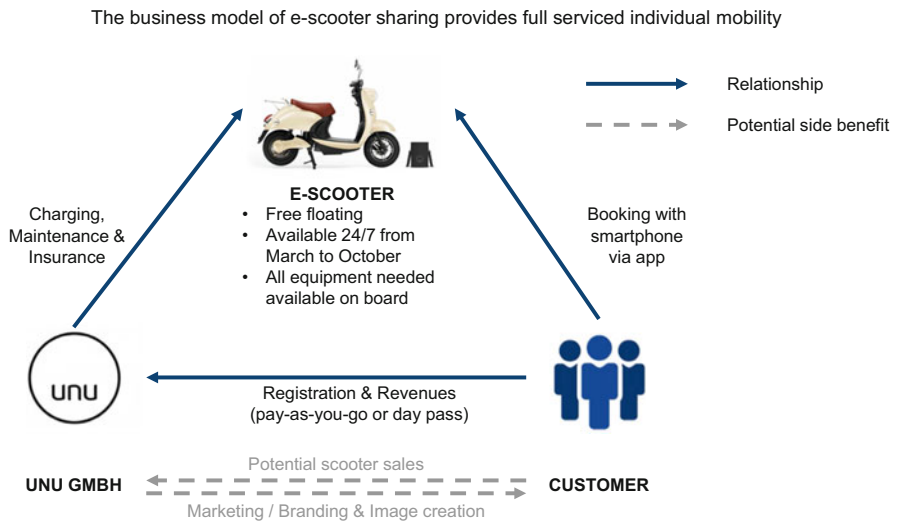 The business model of e-scooter sharing provides full serviced individual mobility
Relationship
Potential side benefit
E-SCOOTER
• Free floating
• Available 24/7 from
March to October
• All equipment needed
available on board
Charging,
Maintenance &
Insurance
Booking with
smartphone
via app
unu
Registration & Revenues
(pay-as-you-go or day pass)
Potential scooter sales
UNU GMBH
CUSTOMER
Marketing / Branding & Image creation